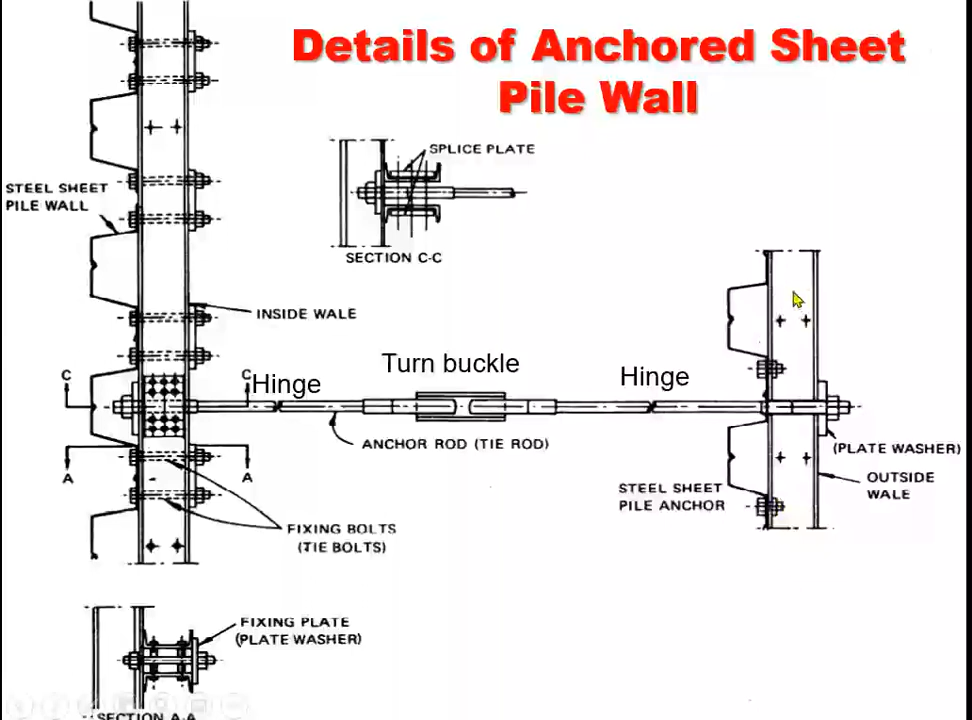 Details of Anchored Sheet
Pile Wall
SPLICE PLATE
STEEL SHEET
PILE WALL
SECTION C-C
INSIDE WALE
Turn buckle
C
C
Hinge
Hinge
ANCHOR ROD (TIE ROD)
(PLATE WASHER)
A
A
OUTSIDE
WALE
STEEL SHEET
PILE ANCHOR
FIXING BOLTS
(TIE BOLTS)
FIXING PLATE
(PLATE WASHER)
SECTION A-A